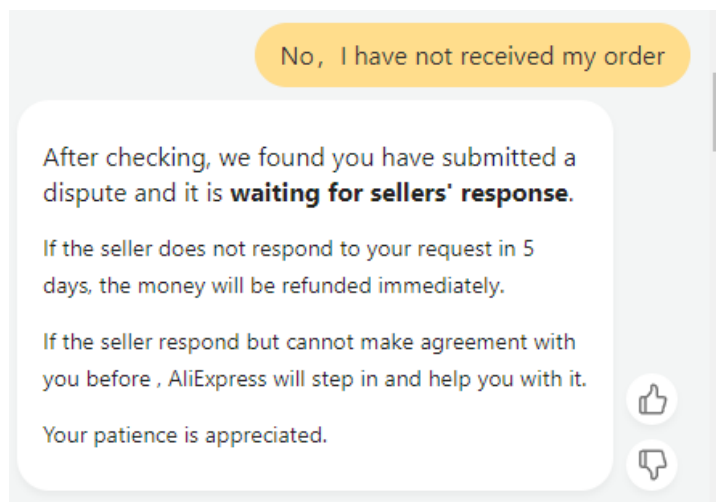 No，I have not received my order
After checking, we found you have submitted a
dispute and it is waiting for sellers' response.
If the seller does not respond to your request in 5
days, the money will be refunded immediately.
If the seller respond but cannot make agreement with
you before , AliExpress will step in and help you with it.
Your patience is appreciated.